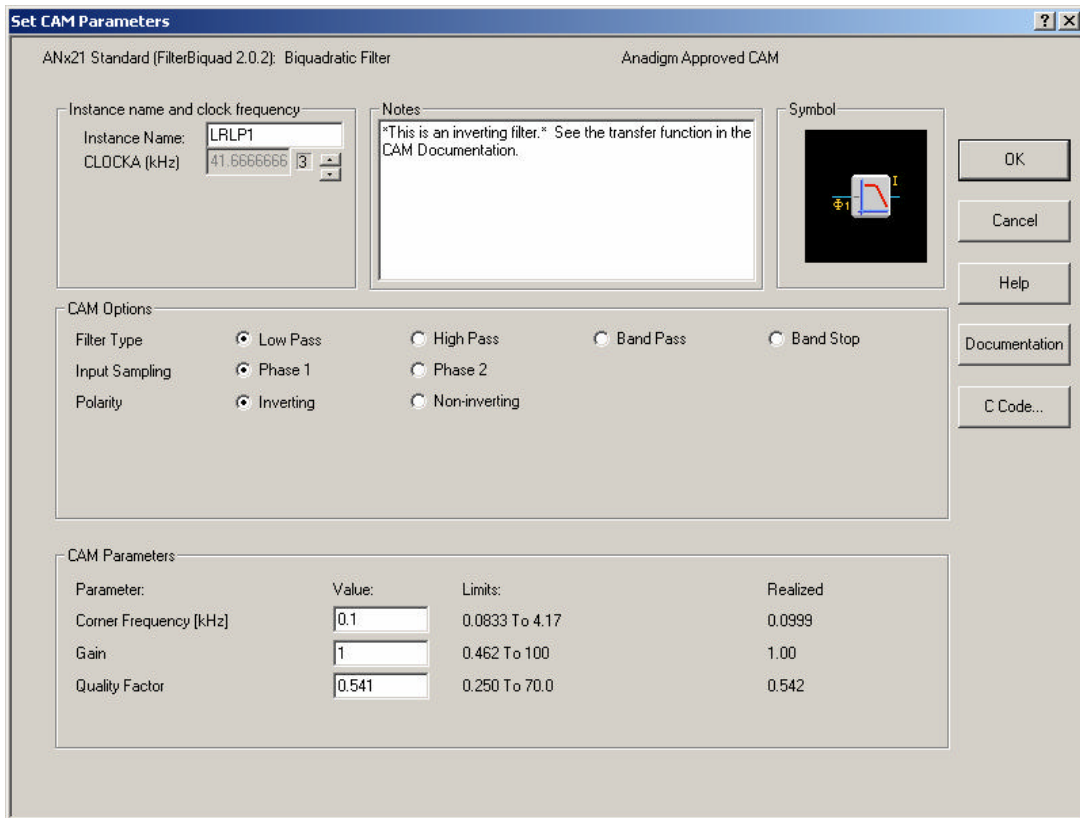 Set CAM Parameters
ANx21 Standard (FilterBiquad 2.0.2): Biquadratic Filter
Anadigm Approved CAM
Instance name and clock frequency
Instance Name: LRLP1
CLOCKA (kHz) 41.6666666 3
Notes
*This is an inverting filter.* See the transfer function in the
CAM Documentation.
Symbol
Φ1
I
OK
Cancel
Help
Documentation
C Code...
CAM Options
Filter Type Low Pass High Pass Band Pass Band Stop
Input Sampling Phase 1 Phase 2
Polarity Inverting Non-inverting
CAM Parameters
Parameter: Value: Limits: Realized
Corner Frequency [kHz] 0.1 0.0833 To 4.17 0.0999
Gain 1 0.462 To 100 1.00
Quality Factor 0.541 0.250 To 70.0 0.542